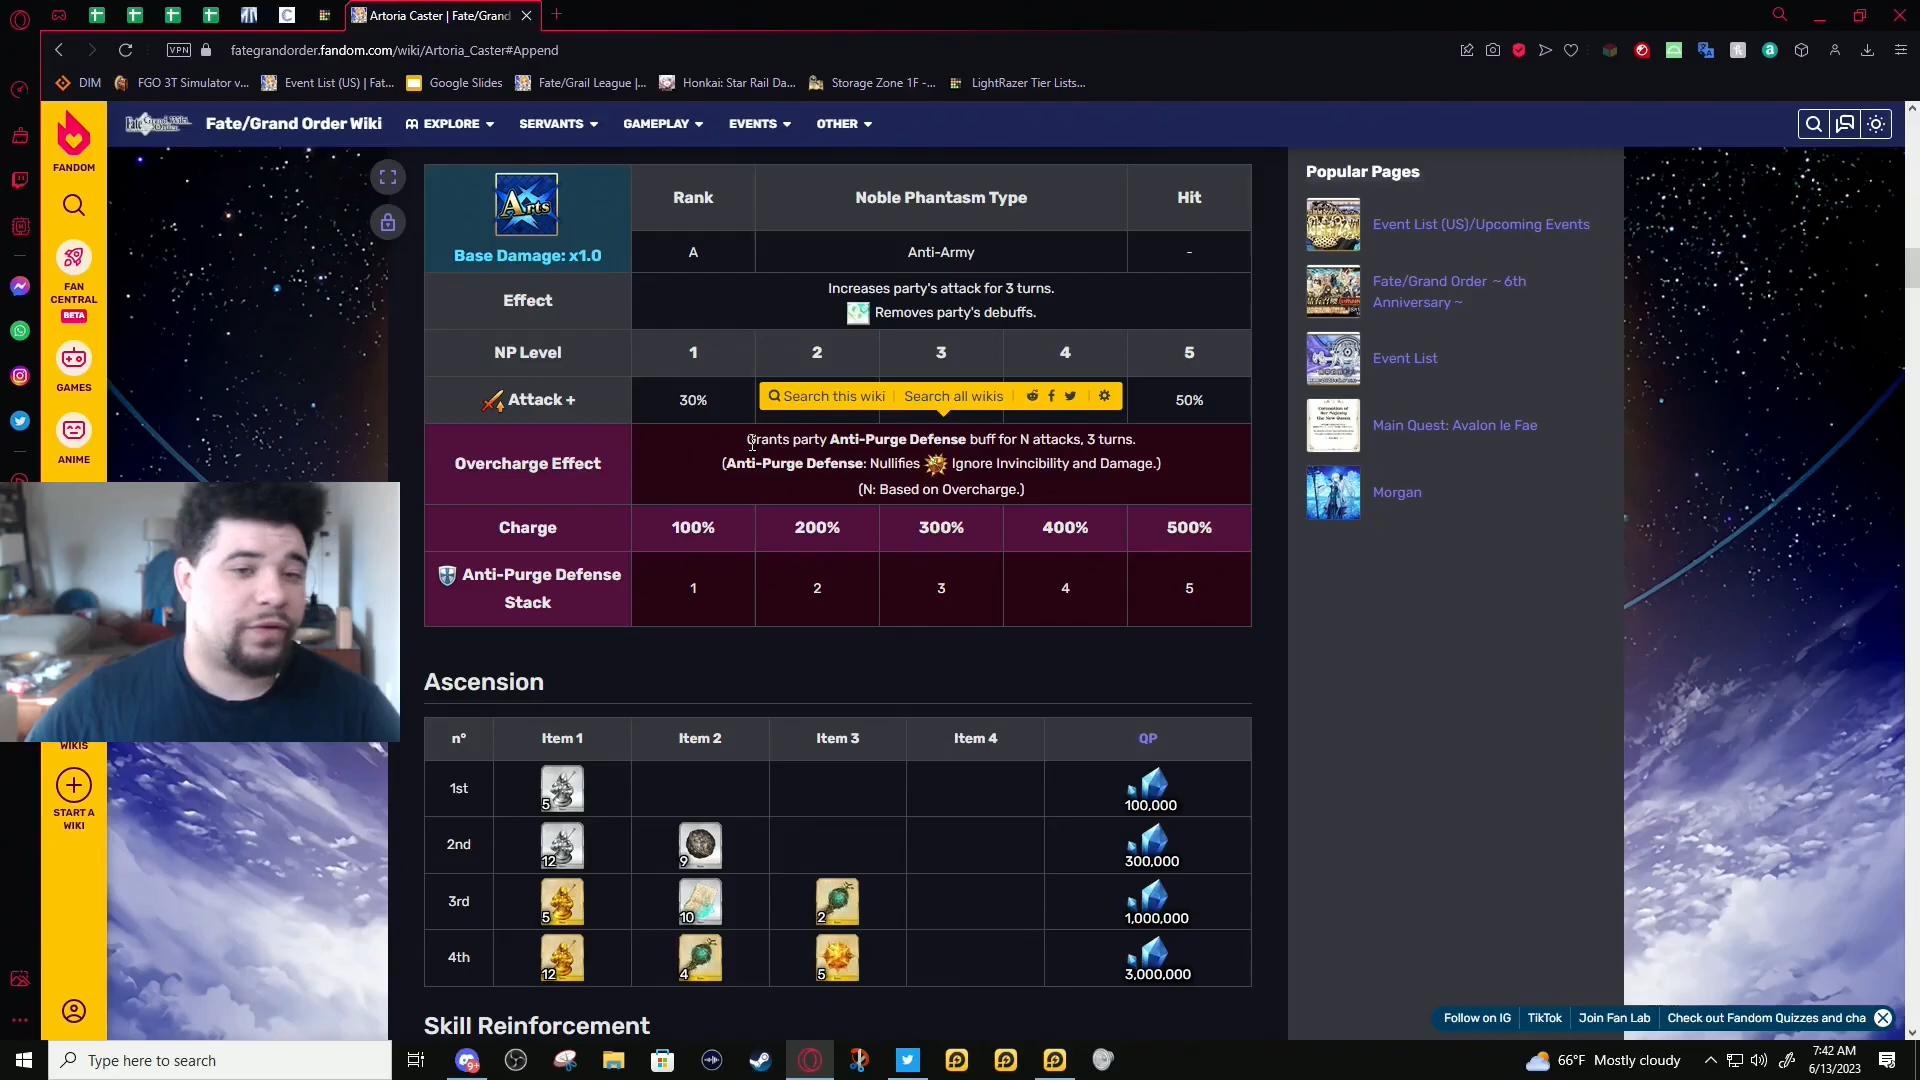 Artoria Caster | Fate/Grand
VPN
fategrandorder.fandom.com/wiki/Artoria_Caster#Append
DIM
FGO 3T Simulator v...
Event List (US) | Fat...
Google Slides
Fate/Grail League |...
Honkai: Star Rail Da...
Storage Zone 1F -...
LightRazer Tier Lists...
Fate/Grand Order Wiki
EXPLORE
SERVANTS
GAMEPLAY
EVENTS
OTHER
FANDOM
FAN
CENTRAL
BETA
GAMES
ANIME
WIKIS
START A
WIKI
Arts
Base Damage: x1.0
Rank
Noble Phantasm Type
Hit
A
Anti-Army
-
Effect
Increases party's attack for 3 turns.
Removes party's debuffs.
NP Level
1
2
3
4
5
Attack +
30%
50%
Search this wiki
Search all wikis
Overcharge Effect
Grants party Anti-Purge Defense buff for N attacks, 3 turns.
(Anti-Purge Defense: Nullifies Ignore Invincibility and Damage.)
(N: Based on Overcharge.)
Charge
100%
200%
300%
400%
500%
Anti-Purge Defense
Stack
1
2
3
4
5
Ascension
n°
Item 1
Item 2
Item 3
Item 4
QP
1st
5
100,000
2nd
12
9
300,000
3rd
5
10
2
1,000,000
4th
12
4
5
3,000,000
Skill Reinforcement
Popular Pages
Event List (US)/Upcoming Events
Fate/Grand Order ~6th
Anniversary~
Event List
Main Quest: Avalon le Fae
Morgan
Follow on IG
TikTok
Join Fan Lab
Check out Fandom Quizzes and cha
Type here to search
9+
66°F Mostly cloudy
7:42 AM
6/13/2023